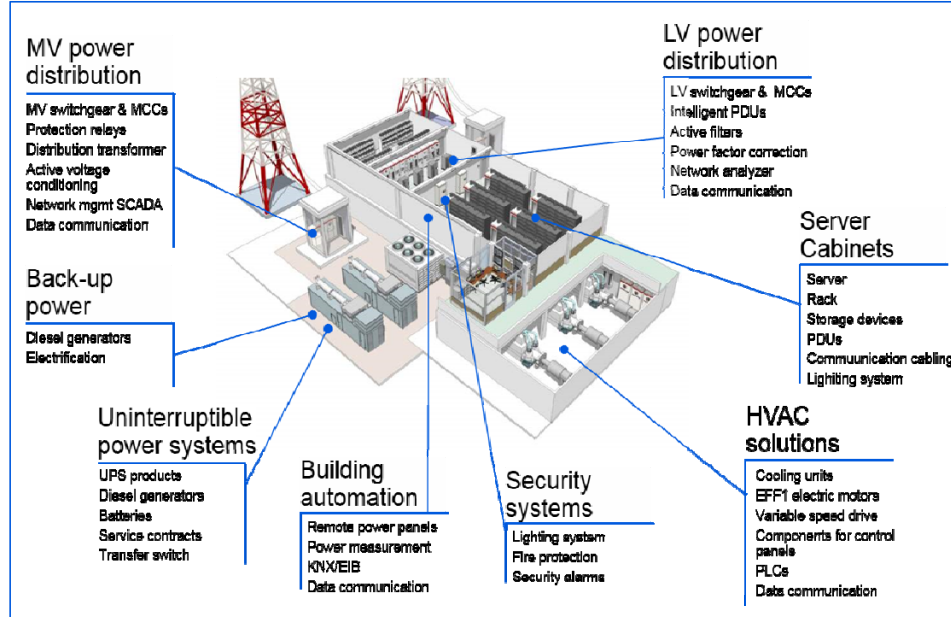 MV power
distribution
MV switchgear & MCCs
Protection relays
Distribution transformer
Active voltage
conditioning
Network mgmt SCADA
Data communication
LV power
distribution
LV switchgear & MCCs
Intelligent PDUs
Active filters
Power factor correction
Network analyzer
Data communication
Server
Cabinets
Server
Rack
Storage devices
PDUs
Commuunication cabling
Lighiting system
Back-up
power
Diesel generators
Electrification
Uninterruptible
power systems
UPS products
Diesel generators
Batteries
Service contracts
Transfer switch
Building
automation
Remote power panels
Power measurement
KNX/EIB
Data communication
Security
systems
Lighting system
Fire protection
Security alarms
HVAC
solutions
Cooling units
EFF1 electric motors
Variable speed drive
Components for control
panels
PLCs
Data communication